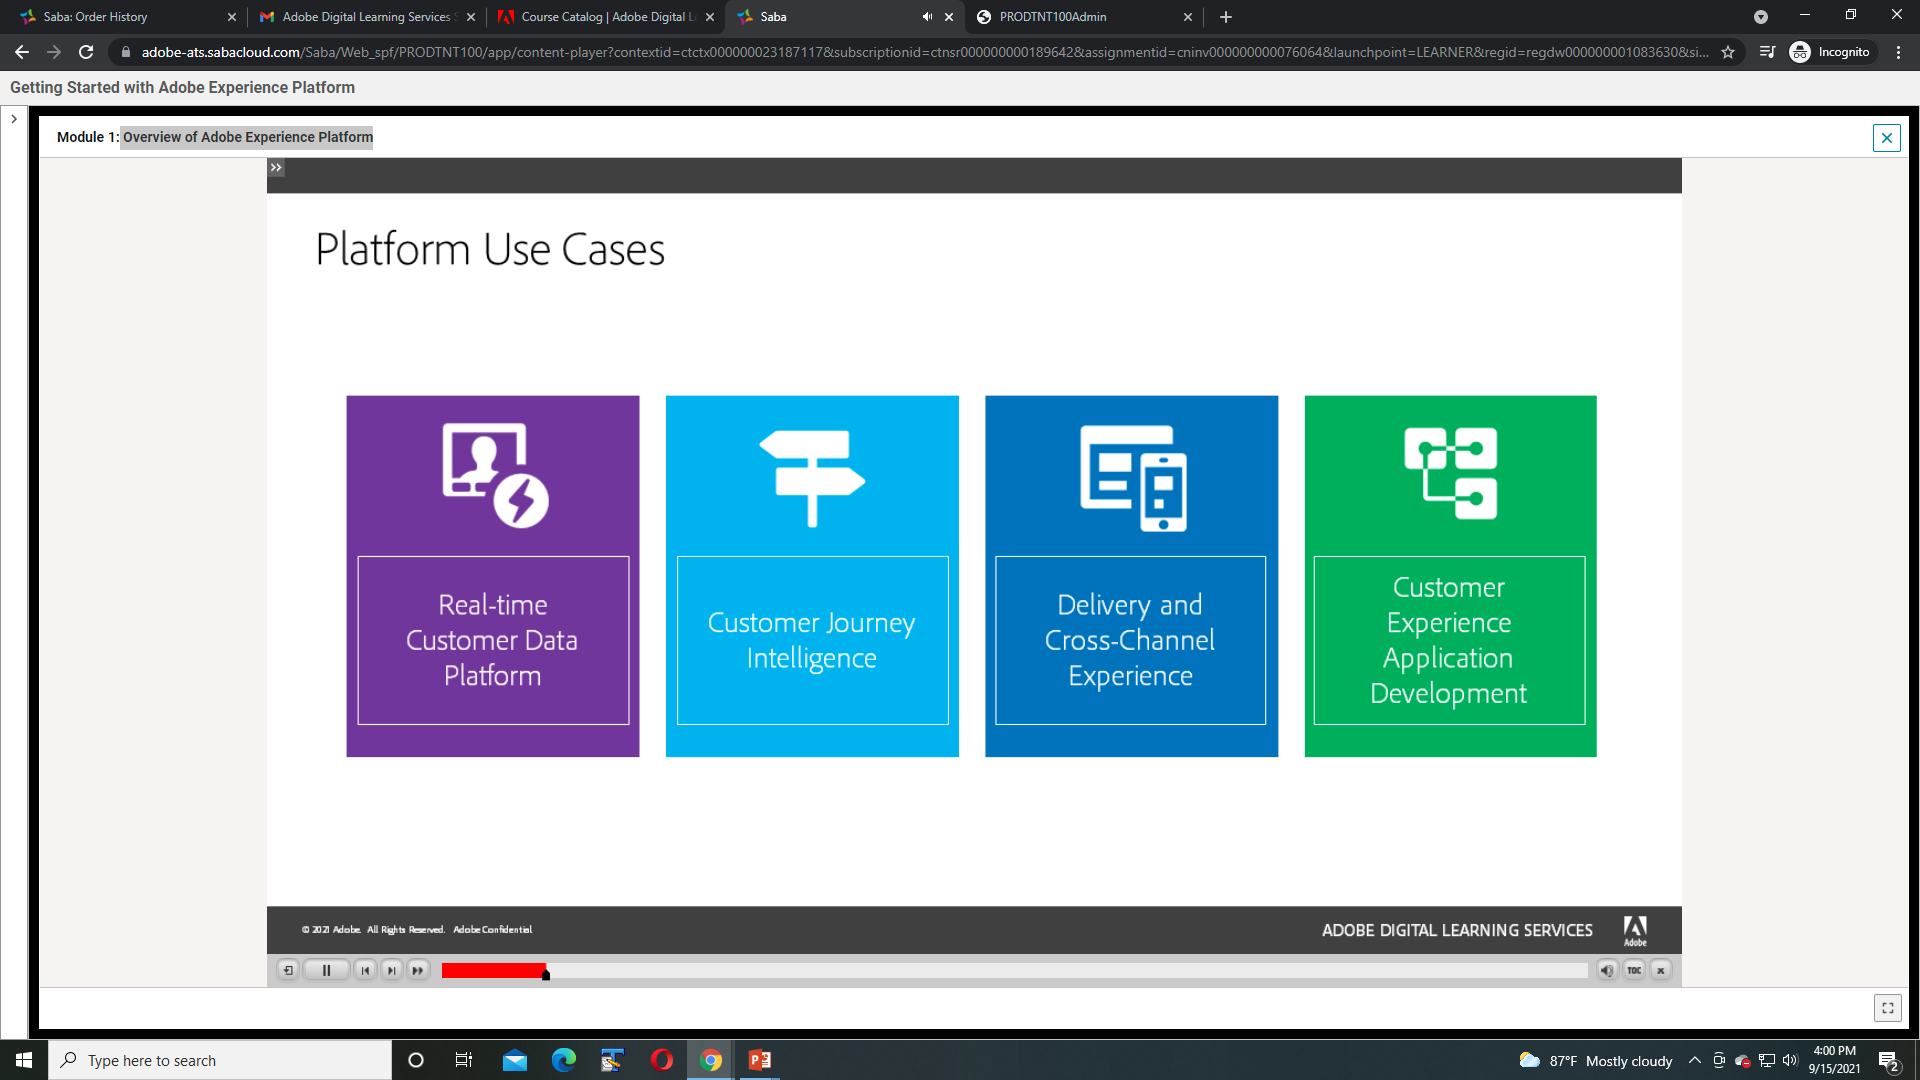 Saba: Order History
Adobe Digital Learning Services S
Course Catalog | Adobe Digital L
Saba
PRODTNT100Admin
adobe-ats.sabacloud.com/Saba/Web_spf/PRODTNT100/app/content-player?contextid=ctctx000000023187117&subscriptionid=ctnsr000000000189642&assignmentid=cninv000000000076064&launchpoint=LEARNER&regid=regdw000000001083630&si...
Incognito
Getting Started with Adobe Experience Platform
Module 1: Overview of Adobe Experience Platform
Platform Use Cases
Real-time
Customer Data
Platform
Customer Journey
Intelligence
Delivery and
Cross-Channel
Experience
Customer
Experience
Application
Development
© 2021 Adobe. All Rights Reserved. Adobe Confidential
ADOBE DIGITAL LEARNING SERVICES
Adobe
TOC
Type here to search
87°F Mostly cloudy
4:00 PM
9/15/2021
2